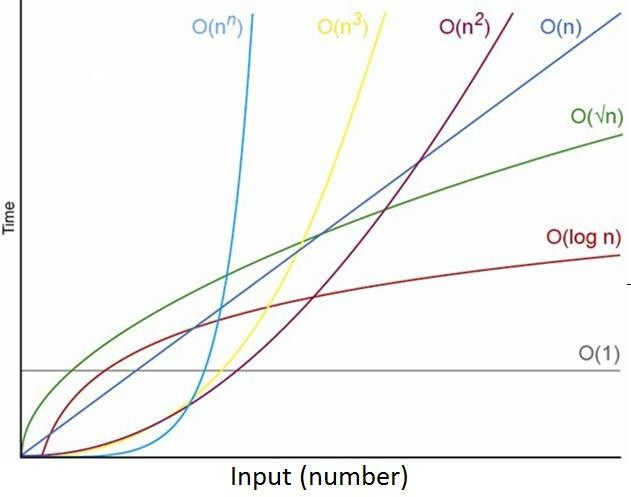 O(nⁿ)
O(n³)
O(n²)
O(n)
O(√n)
O(log n)
O(1)
Time
Input (number)